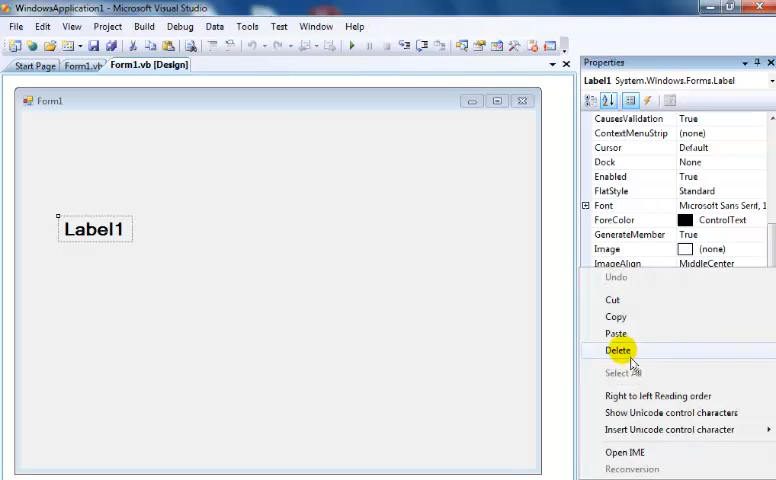 WindowsApplication1 - Microsoft Visual Studio
File Edit View Project Build Debug Data Tools Test Window Help
Start Page Form1.vb Form1.vb [Design]
Form1
Label1
Properties
Label1 System.Windows.Forms.Label
CausesValidation True
ContextMenuStrip (none)
Cursor Default
Dock None
Enabled True
FlatStyle Standard
Font Microsoft Sans Serif, 1
ForeColor ControlText
GenerateMember True
Image (none)
ImageAlign MiddleCenter
Undo
Cut
Copy
Paste
Delete
Select All
Right to left Reading order
Show Unicode control characters
Insert Unicode control character
Open IME
Reconversion